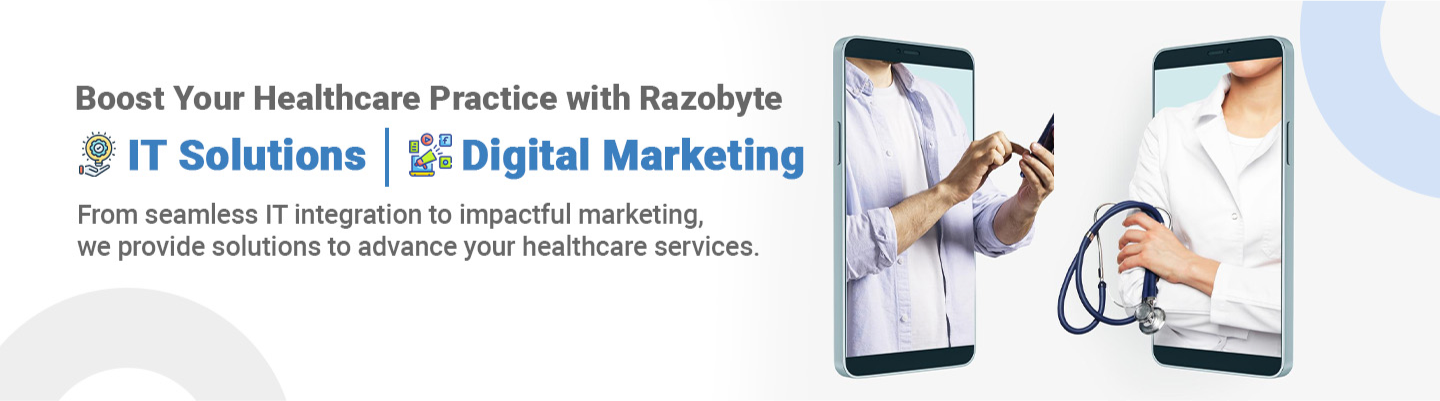 Boost Your Healthcare Practice with Razobyte
IT Solutions | Digital Marketing
From seamless IT integration to impactful marketing,
we provide solutions to advance your healthcare services.